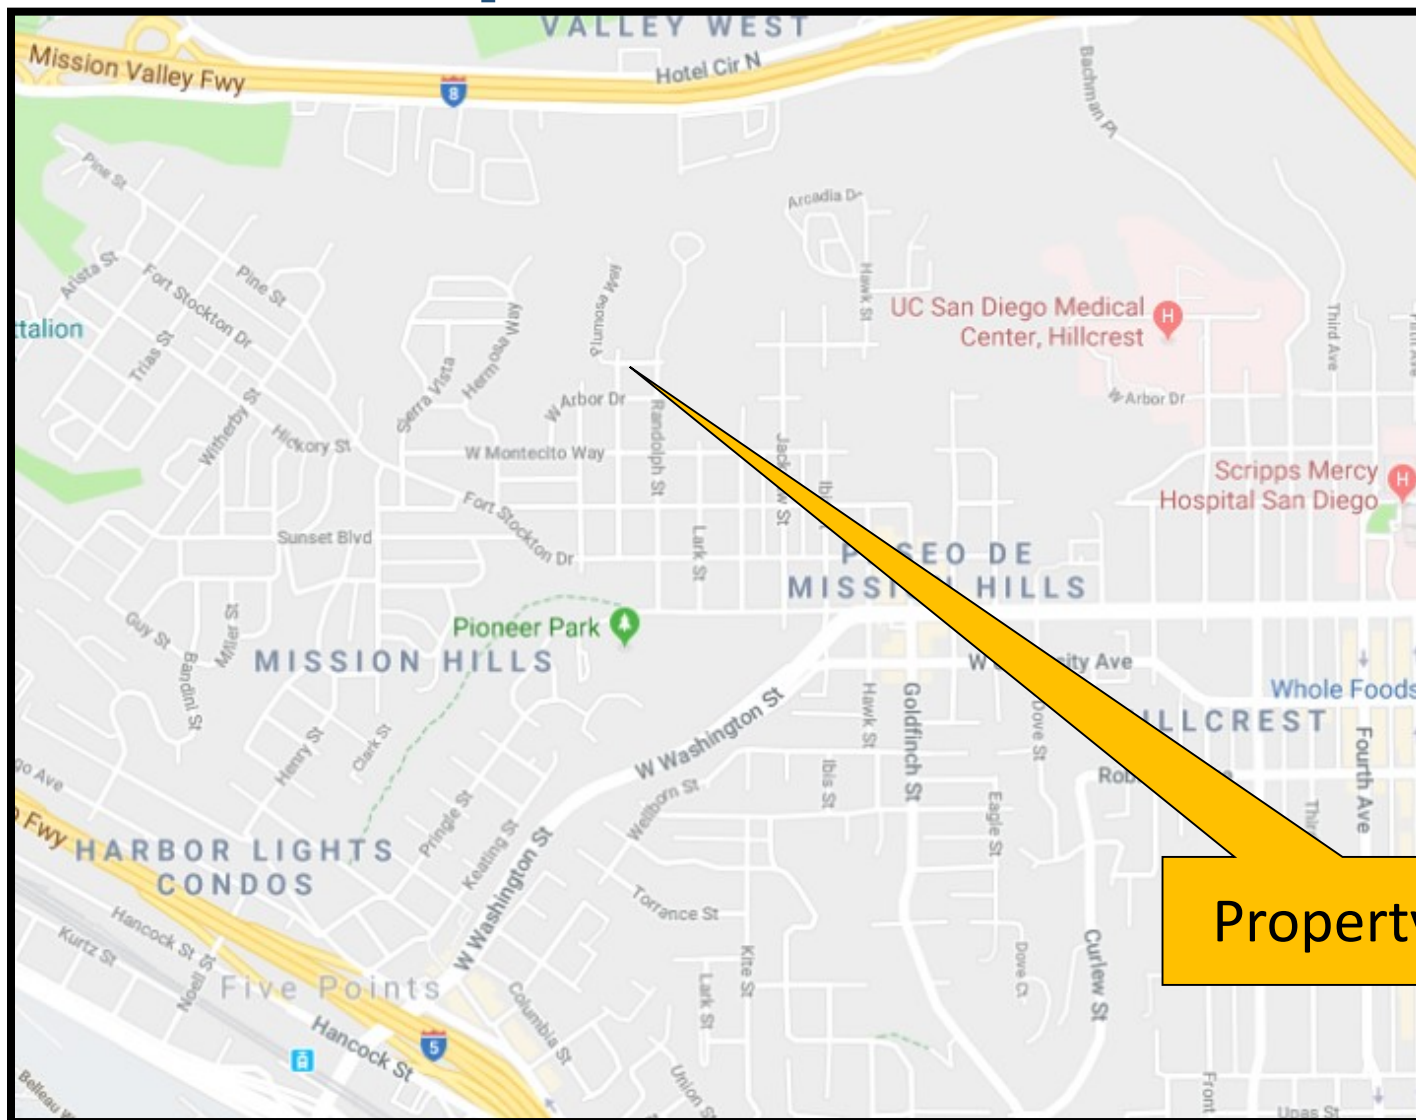 VALLEY WEST
Mission Valley Fwy
Hotel Cir N
8
Bachman Pl
Pine St
Arcadia Dr
Arista St
Fort Stockton Dr
Pine St
Plumosa Way
Hawk St
UC San Diego Medical
Center, Hillcrest
H
Third Ave
ttalion
Trias St
Hermosa Way
Sierra Vista
W Arbor Dr
W Arbor Dr
Witherby St
Hickory St
Randolph St
W Montecito Way
Scripps Mercy
Hospital San Diego
H
Fort Stockton Dr
Sunset Blvd
Lark St
MISSION HILLS
Pioneer Park
Guy St
Miller St
Bandini St
MISSION HILLS
Whole Foods
W Washington St
Hawk St
Goldfinch St
Dove St
Fourth Ave
Henry St
Clark St
Ibis St
Wellborn St
Eagle St
Pringle St
Keating St
go Ave
Fwy
HARBOR LIGHTS
CONDOS
W Washington St
Torrance St
Property
Hancock St
Kurtz St
Noell St
Five Points
Kite St
Lark St
Dove Ct
Curlew St
Columbia St
Hancock St
5
Union St
Front
Upas St